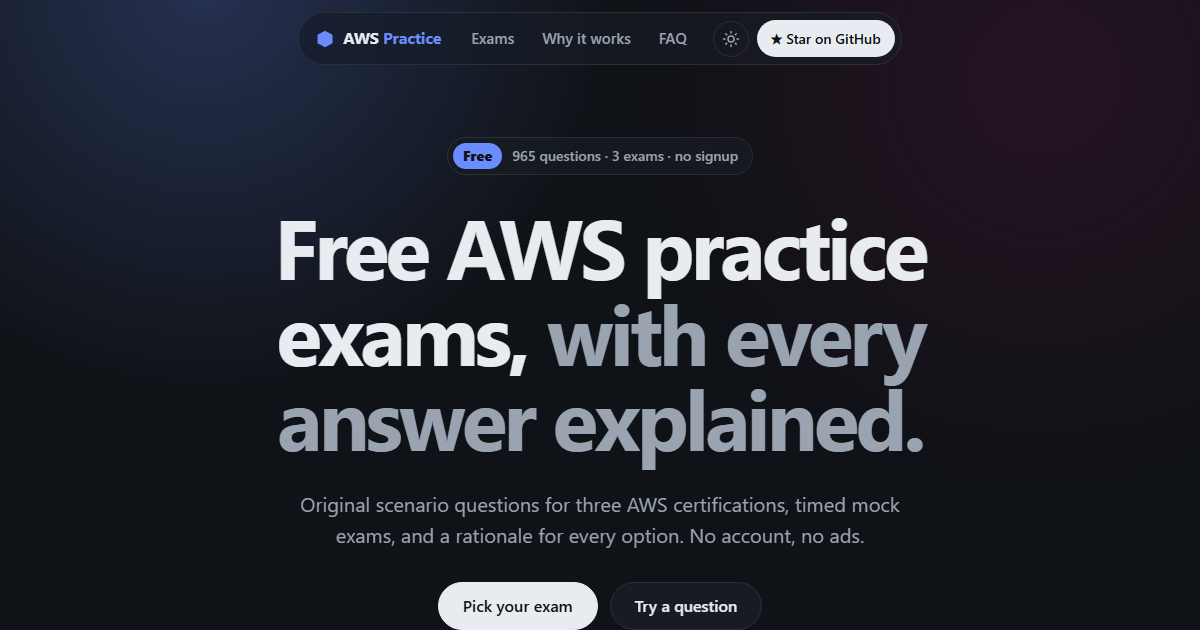 AWS Practice
Exams
Why it works
FAQ
★ Star on GitHub
Free 965 questions · 3 exams · no signup
Free AWS practice
exams, with every
answer explained.
Original scenario questions for three AWS certifications, timed mock
exams, and a rationale for every option. No account, no ads.
Pick your exam
Try a question